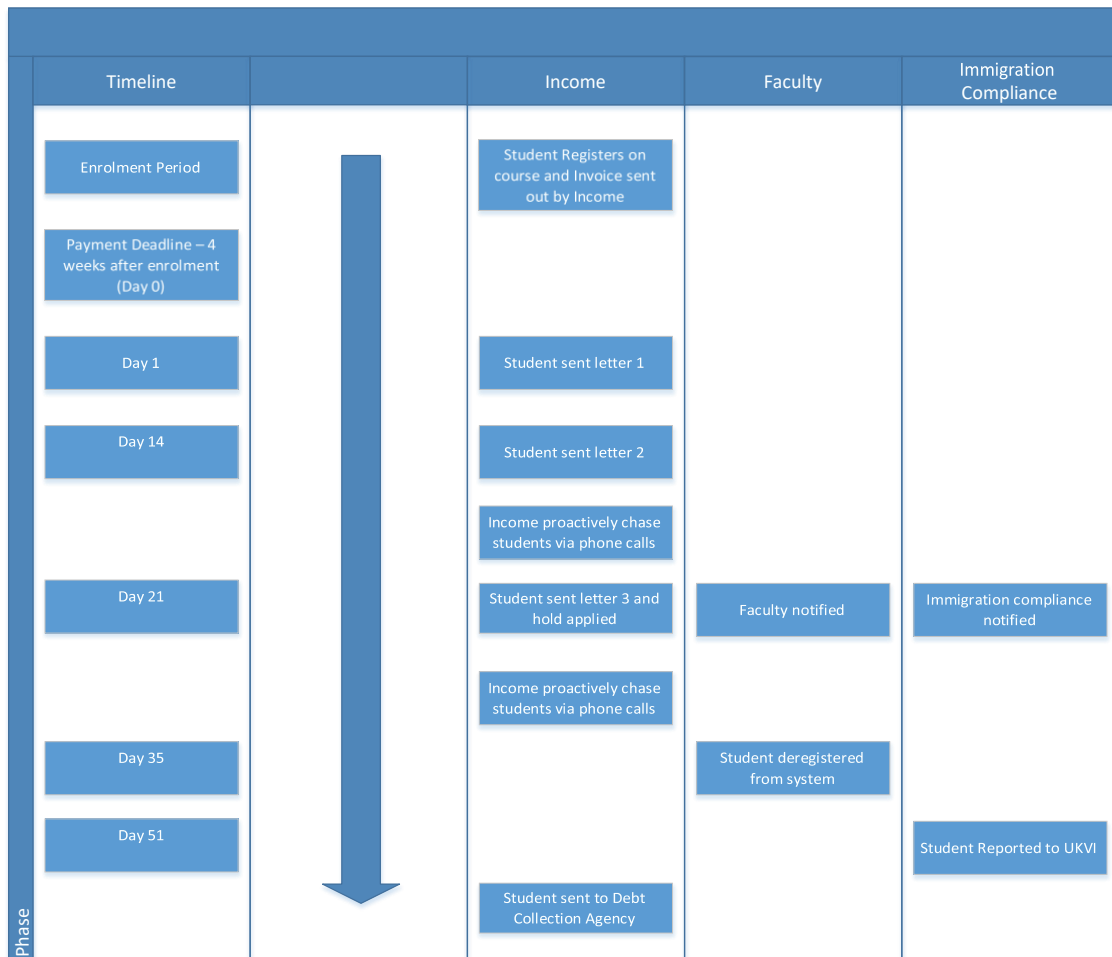 Timeline
Income
Faculty
Immigration
Compliance
Enrolment Period
Student Registers on
course and Invoice sent
out by Income
Payment Deadline – 4
weeks after enrolment
(Day 0)
Day 1
Student sent letter 1
Day 14
Student sent letter 2
Income proactively chase
students via phone calls
Day 21
Student sent letter 3 and
hold applied
Faculty notified
Immigration compliance
notified
Income proactively chase
students via phone calls
Day 35
Student deregistered
from system
Day 51
Student Reported to UKVI
Student sent to Debt
Collection Agency
Phase